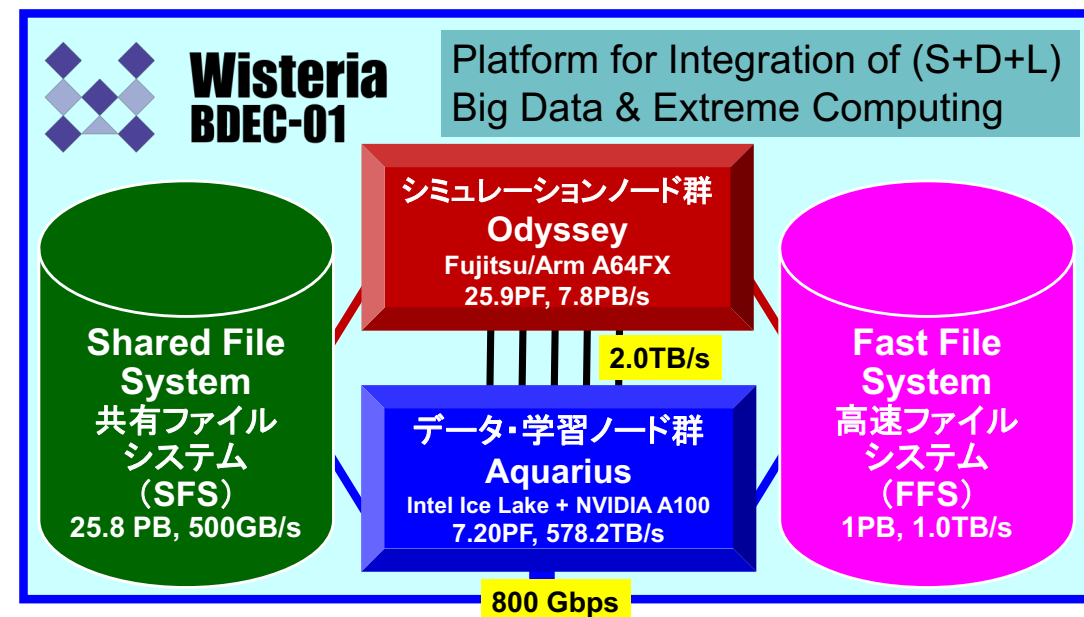 Wisteria
BDEC-01
Platform for Integration of (S+D+L)
Big Data & Extreme Computing
シミュレーションノード群
Odyssey
Fujitsu/Arm A64FX
25.9PF, 7.8PB/s
2.0TB/s
Shared File
System
共有ファイル
システム
（SFS）
25.8 PB, 500GB/s
データ・学習ノード群
Aquarius
Intel Ice Lake + NVIDIA A100
7.20PF, 578.2TB/s
Fast File
System
高速ファイル
システム
（FFS）
1PB, 1.0TB/s
800 Gbps